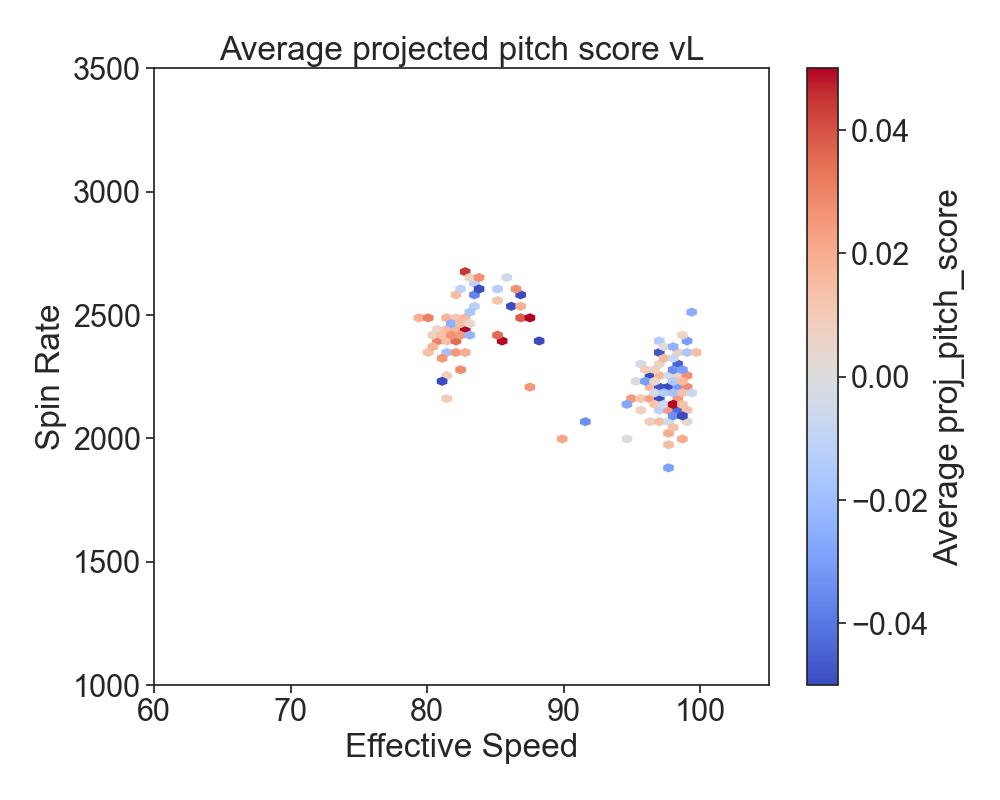 Average projected pitch score vL
3500
3000
2500
2000
1500
1000
Spin Rate
60 70 80 90 100
Effective Speed
0.04
0.02
0.00
−0.02
−0.04
Average proj_pitch_score